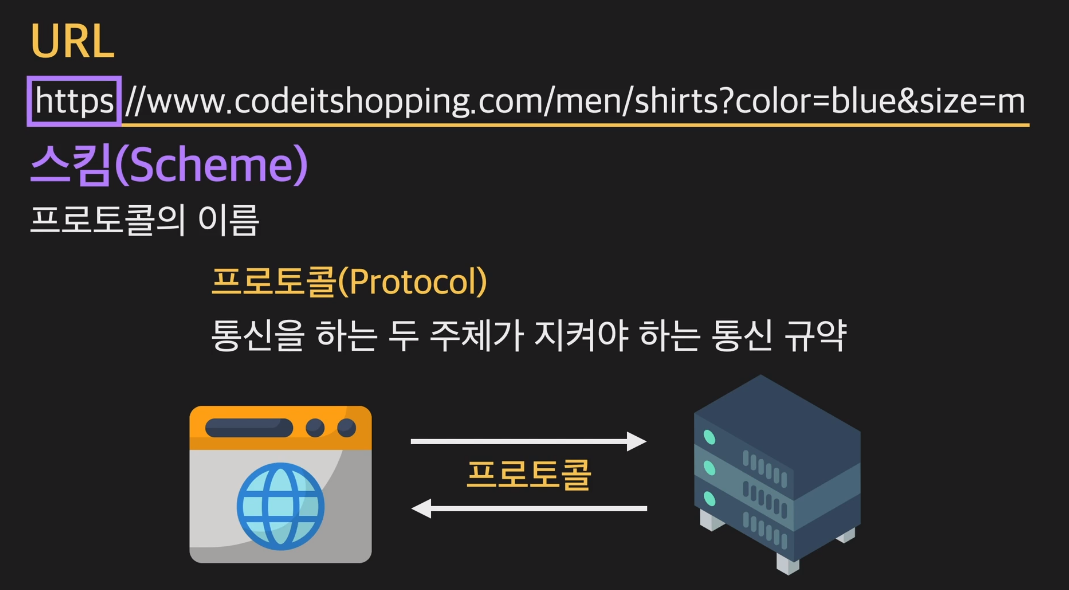 URL
https //www.codeitshopping.com/men/shirts?color=blue&size=m
스킴(Scheme)
프로토콜의 이름
프로토콜(Protocol)
통신을 하는 두 주체가 지켜야 하는 통신 규약
프로토콜